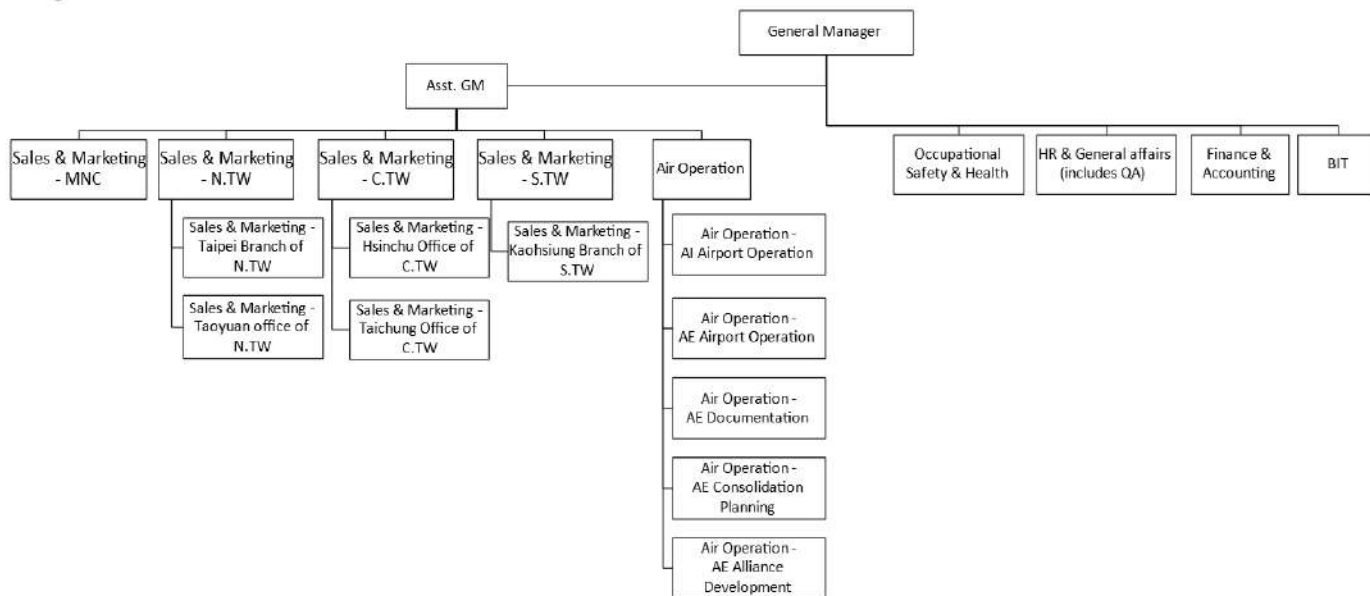 General Manager
Asst. GM
Sales & Marketing
- MNC
Sales & Marketing
- N.TW
Sales & Marketing
- C.TW
Sales & Marketing
- S.TW
Air Operation
Occupational
Safety & Health
HR & General affairs
(includes QA)
Finance &
Accounting
BIT
Sales & Marketing -
Taipei Branch of
N.TW
Sales & Marketing -
Taoyuan office of
N.TW
Sales & Marketing -
Hsinchu Office of
C.TW
Sales & Marketing -
Taichung Office of
C.TW
Sales & Marketing -
Kaohsiung Branch of
S.TW
Air Operation -
AI Airport Operation
Air Operation -
AE Airport Operation
Air Operation -
AE Documentation
Air Operation -
AE Consolidation
Planning
Air Operation -
AE Alliance
Development